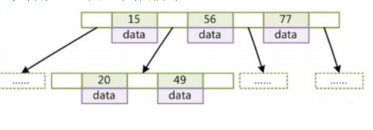 15 56 77
data data data
...... 20 49 ...... ......
data data